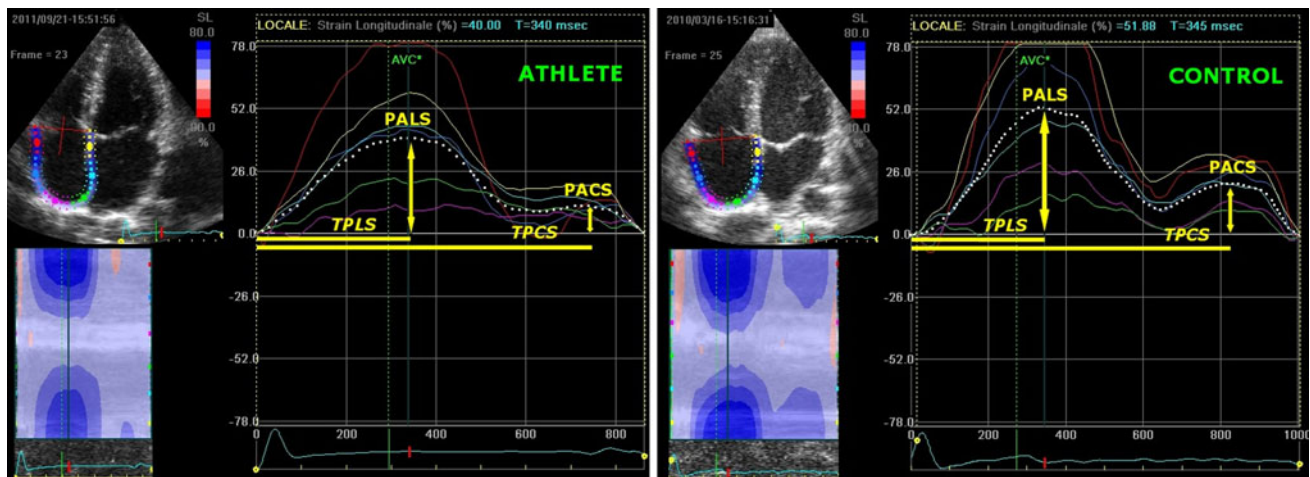 2011/09/21-15:51:56
SL
80.0
Frame = 23
80.0
%
LOCALE: Strain Longitudinale (%) =40.00 T=340 msec
78.0
AVC*
ATHLETE
52.0
PALS
26.0
PACS
TPLS
TPCS
0.0
-26.0
-52.0
-78.0
0 200 400 600 800
2010/03/16-15:16:31
SL
80.0
Frame = 25
80.0
%
LOCALE: Strain Longitudinale (%) =51.88 T=345 msec
78.0
AVC*
CONTROL
52.0
PALS
26.0
PACS
TPLS
TPCS
0.0
-26.0
-52.0
-78.0
0 200 400 600 800 1000